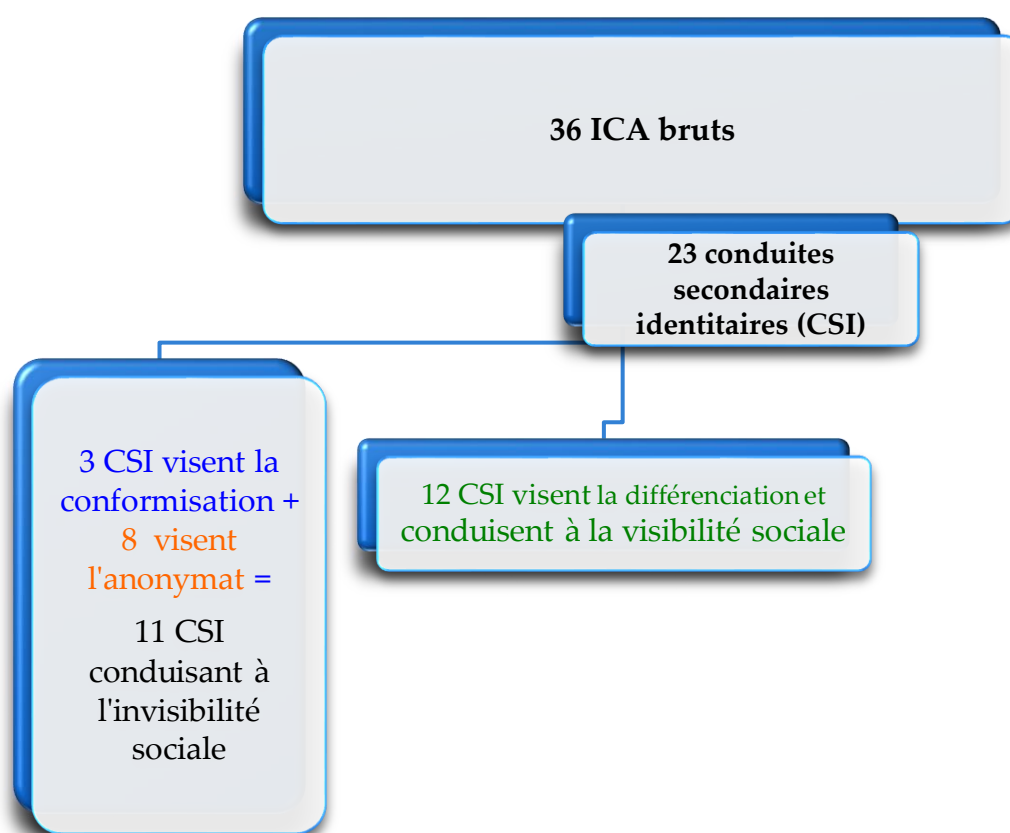 36 ICA bruts
23 conduites
secondaires
identitaires (CSI)
3 CSI visent la
conformisation +
8 visent
l'anonymat =
11 CSI
conduisant à
l'invisibilité
sociale
12 CSI visent la différenciation et
conduisent à la visibilité sociale